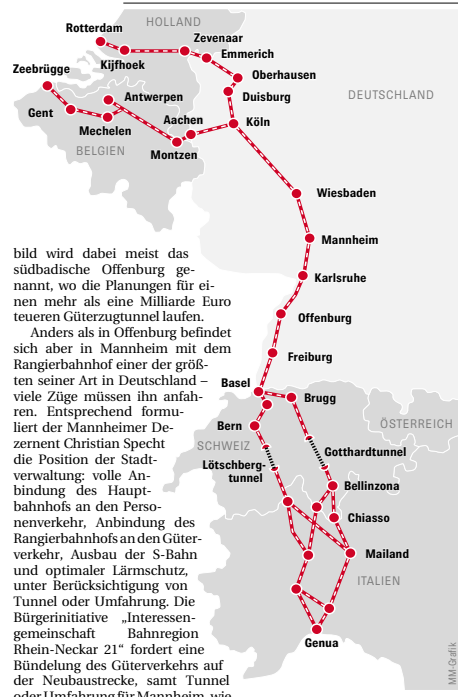 HOLLAND
Rotterdam
Zevenaar
Kijfhoek
Emmerich
Zeebrügge
Oberhausen
Antwerpen
Duisburg
DEUTSCHLAND
Gent
Aachen
Köln
Mechelen
Montzen
BELGIEN
Wiesbaden
Mannheim
Karlsruhe
Offenburg
Freiburg
Basel
Brugg
ÖSTERREICH
Bern
SCHWEIZ
Gotthardtunnel
Lötschberg-
tunnel
Bellinzona
Chiasso
Mailand
ITALIEN
Genua
MM-Grafik
bild wird dabei meist das
südbadische Offenburg ge-
nannt, wo die Planungen für ei-
nen mehr als eine Milliarde Euro
teueren Güterzugtunnel laufen.
Anders als in Offenburg befindet
sich aber in Mannheim mit dem
Rangierbahnhof einer der größ-
ten seiner Art in Deutschland –
viele Züge müssen ihn anfah-
ren. Entsprechend formu-
liert der Mannheimer De-
zernent Christian Specht
die Position der Stadt-
verwaltung: volle An-
bindung des Haupt-
bahnhofs an den Perso-
nenverkehr, Anbindung des
Rangierbahnhofs an den Güter-
verkehr, Ausbau der S-Bahn
und optimaler Lärmschutz,
unter Berücksichtigung von
Tunnel oder Umfahrung. Die
Bürgerinitiative „Interessen-
gemeinschaft Bahnregion
Rhein-Neckar 21“ fordert eine
Bündelung des Güterverkehrs auf
der Neubaustrecke, samt Tunnel
oder Umfahrung für Mannheim, wie